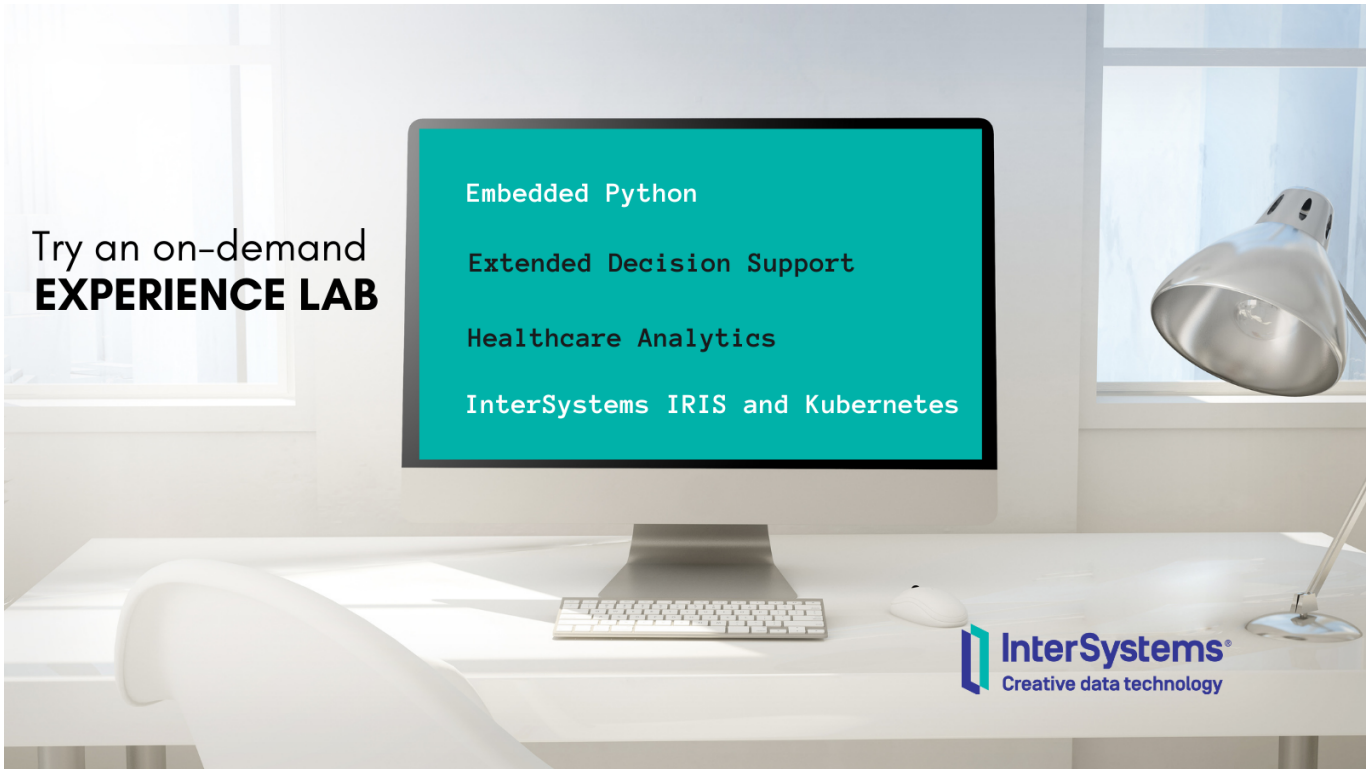 Try an on-demand
EXPERIENCE LAB
Embedded Python
Extended Decision Support
Healthcare Analytics
InterSystems IRIS and Kubernetes
InterSystems®
Creative data technology